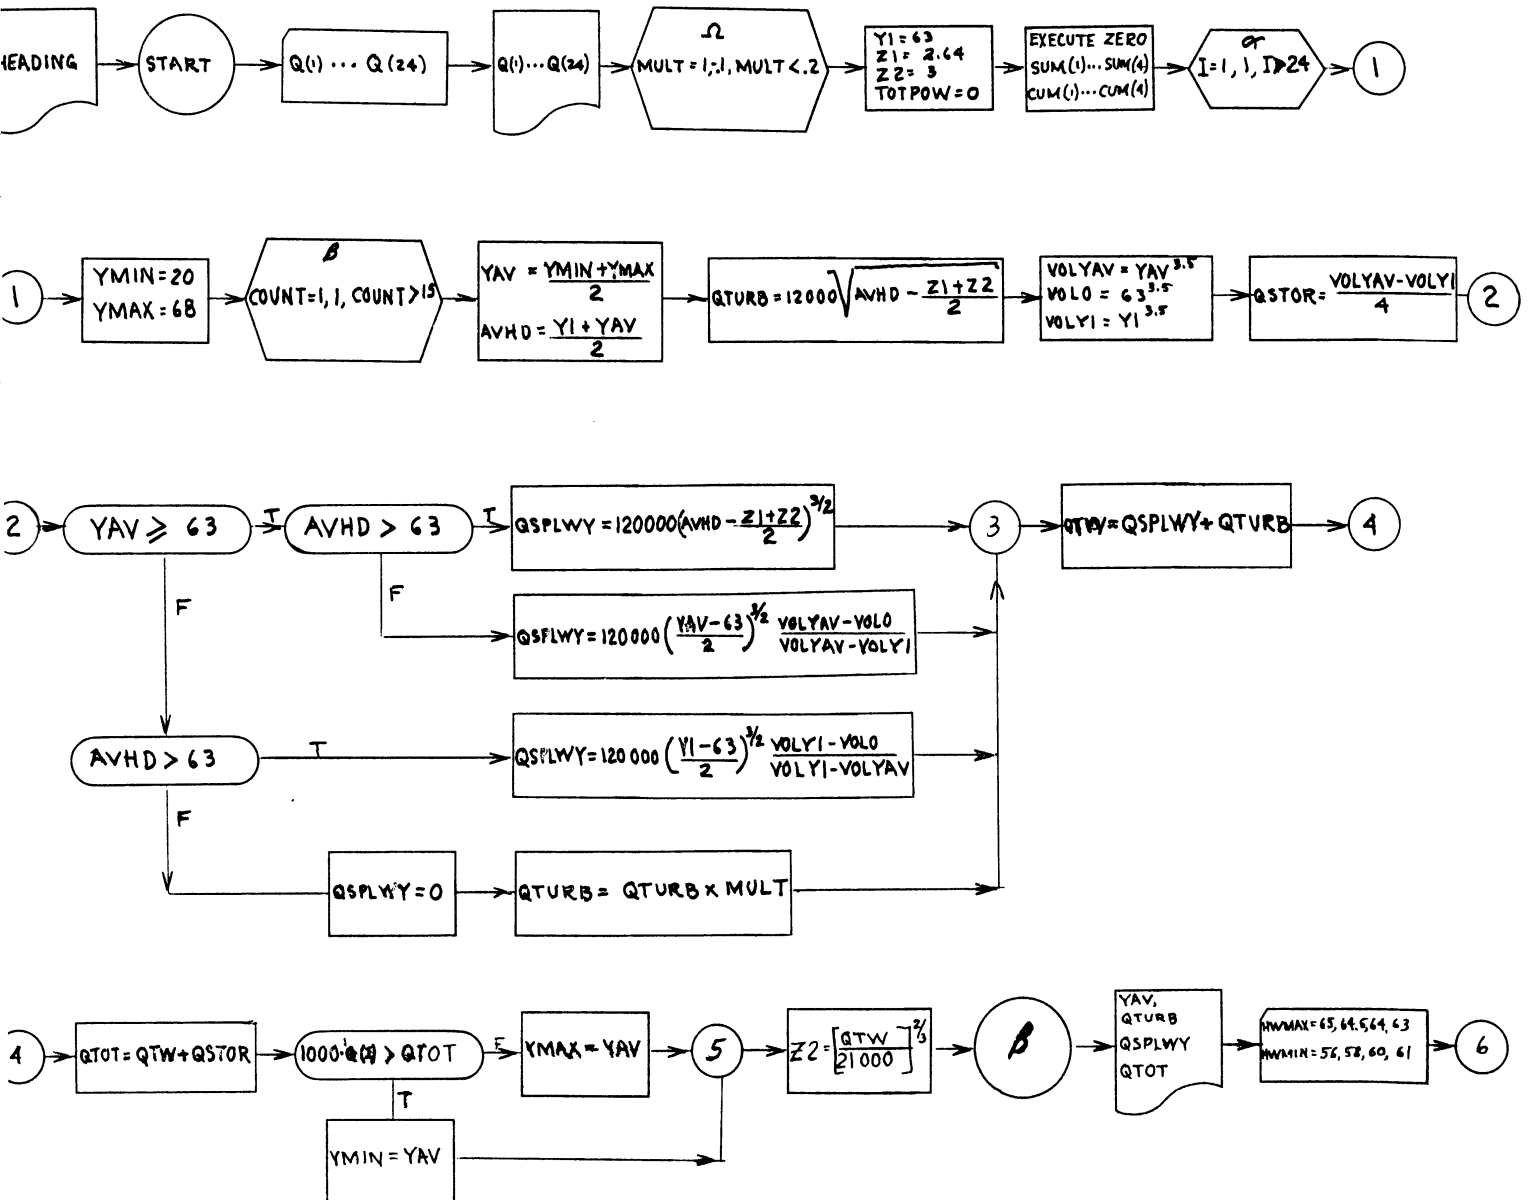 HEADING
START
Q(1) ··· Q(24)
Q(1)···Q(24)
Ω
MULT = 1,-.1, MULT < .2
Y1 = 63
Z1 = 2.64
Z2 = 3
TOTPOW = 0
EXECUTE ZERO
SUM(1)...SUM(4)
CUM(1)...CUM(4)
σ
I = 1, 1, I > 24
1
1
YMIN = 20
YMAX = 68
β
COUNT=1, 1, COUNT > 15
YAV = YMIN + YMAX / 2
AVHD = Y1 + YAV / 2
QTURB = 12000 √ AVHD - Z1+Z2 / 2
VOLYAV = YAV^3.5
VOLO = 63^3.5
VOLY1 = Y1^3.5
QSTOR = VOLYAV-VOLY1 / 4
2
2
YAV ≥ 63
T
AVHD > 63
T
QSPLWY = 120000 (AVHD - Z1+Z2 / 2)^3/2
3
QTW = QSPLWY + QTURB
4
F
F
QSPLWY = 120000 (YAV-63 / 2)^3/2 VOLYAV-VOLO / VOLYAV-VOLY1
AVHD > 63
T
QSPLWY = 120000 (Y1-63 / 2)^3/2 VOLY1-VOLO / VOLY1-VOLYAV
F
QSPLWY = 0
QTURB = QTURB x MULT
4
QTOT = QTW + QSTOR
1000·Q(I) > QTOT
F
YMAX = YAV
5
Z2 = [QTW / 21000]^2/3
β
YAV,
QTURB
QSPLWY
QTOT
HWMAX = 65, 64.5, 64, 63
HWMIN = 56, 58, 60, 61
6
T
YMIN = YAV